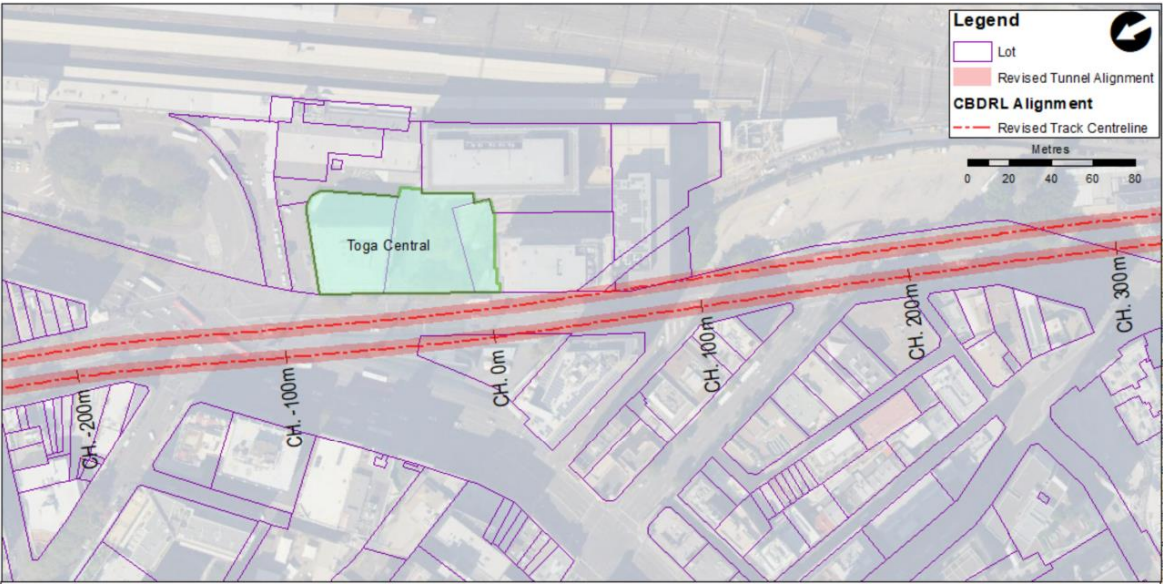 Legend
Lot
Revised Tunnel Alignment
CBDRL Alignment
Revised Track Centreline
Metres
0 20 40 60 80
Toga Central
CH. -200m
CH. -100m
CH. 0m
CH. 100m
CH. 200m
CH. 300m